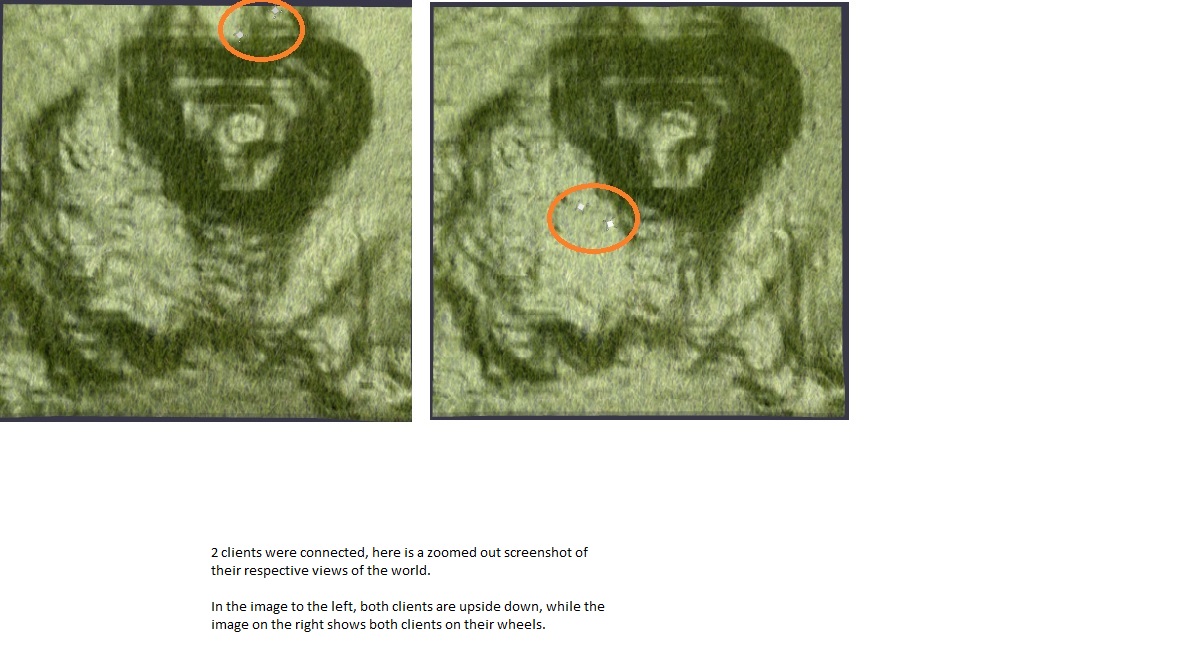 2 clients were connected, here is a zoomed out screenshot of
their respective views of the world.
In the image to the left, both clients are upside down, while the
image on the right shows both clients on their wheels.